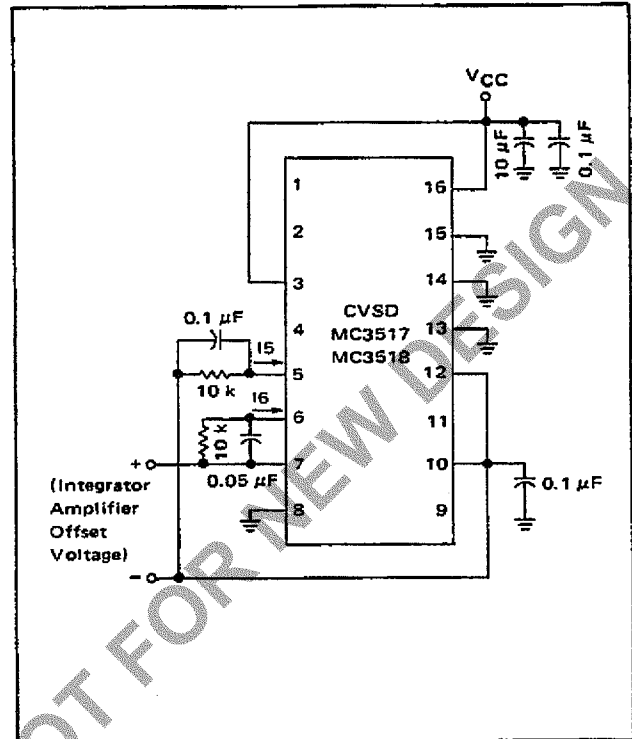 VCC
10 µF
0.1 µF
1
16
2
15
3
14
CVSD
MC3517
MC3518
0.1 µF
4
13
I5
5
12
10 k
I6
6
11
10 k
+
7
10
0.05 µF
0.1 µF
(Integrator
Amplifier
Offset
Voltage)
8
9
−
OT FOR NEW DESIGN